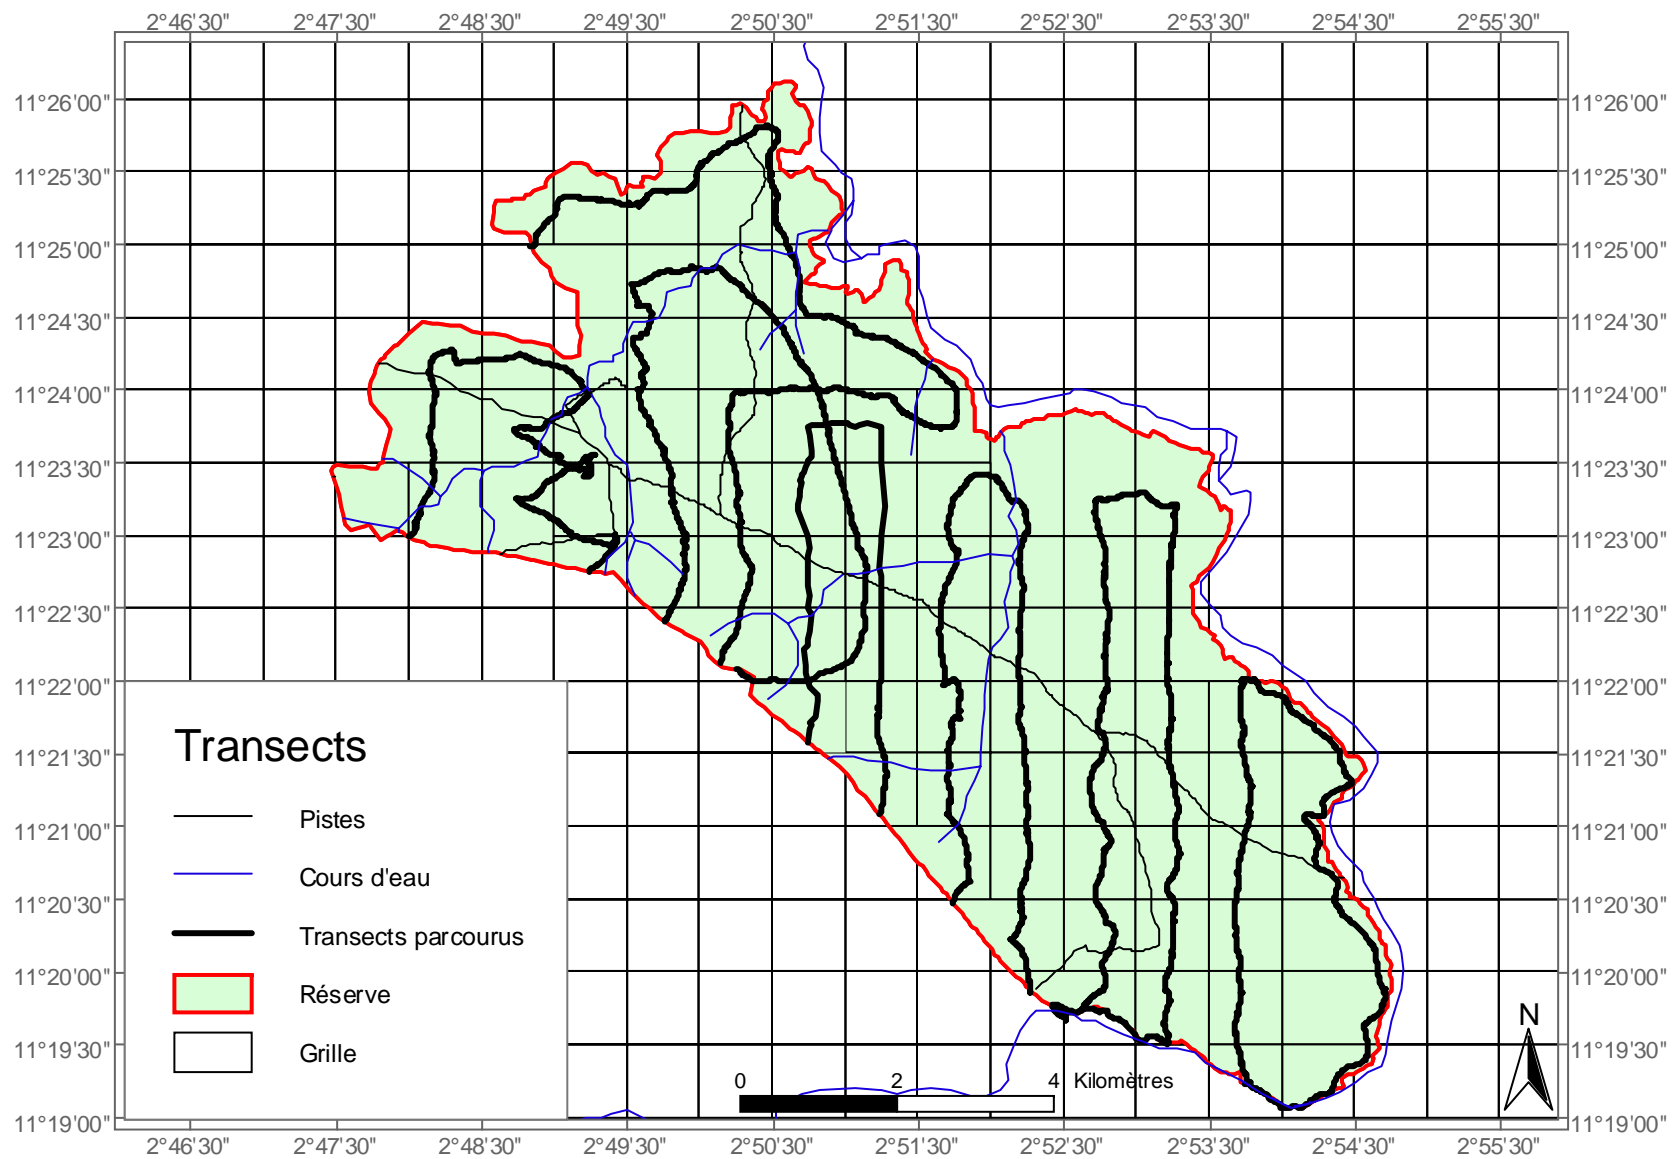 2°46'30" 2°47'30" 2°48'30" 2°49'30" 2°50'30" 2°51'30" 2°52'30" 2°53'30" 2°54'30" 2°55'30"
11°26'00" 11°26'00"
11°25'30" 11°25'30"
11°25'00" 11°25'00"
11°24'30" 11°24'30"
11°24'00" 11°24'00"
11°23'30" 11°23'30"
11°23'00" 11°23'00"
11°22'30" 11°22'30"
11°22'00" 11°22'00"
Transects
11°21'30" 11°21'30"
Pistes
11°21'00" 11°21'00"
Cours d'eau
11°20'30" 11°20'30"
Transects parcourus
11°20'00" 11°20'00"
Réserve
N
11°19'30" 11°19'30"
Grille
0 2 4 Kilomètres
11°19'00" 11°19'00"
2°46'30" 2°47'30" 2°48'30" 2°49'30" 2°50'30" 2°51'30" 2°52'30" 2°53'30" 2°54'30" 2°55'30"